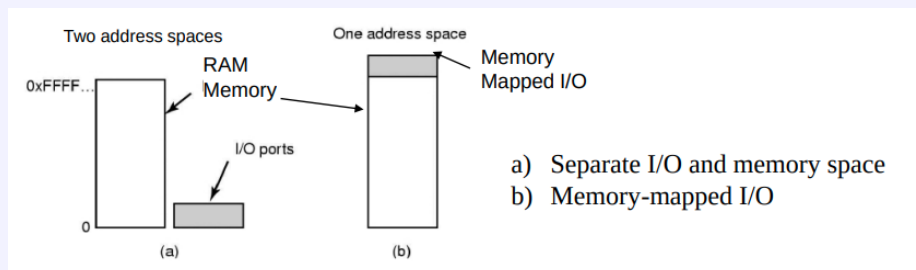 Two address spaces
One address space
RAM
Memory
Memory
Mapped I/O
0xFFFF...
I/O ports
0
(a)
(b)
a) Separate I/O and memory space
b) Memory-mapped I/O